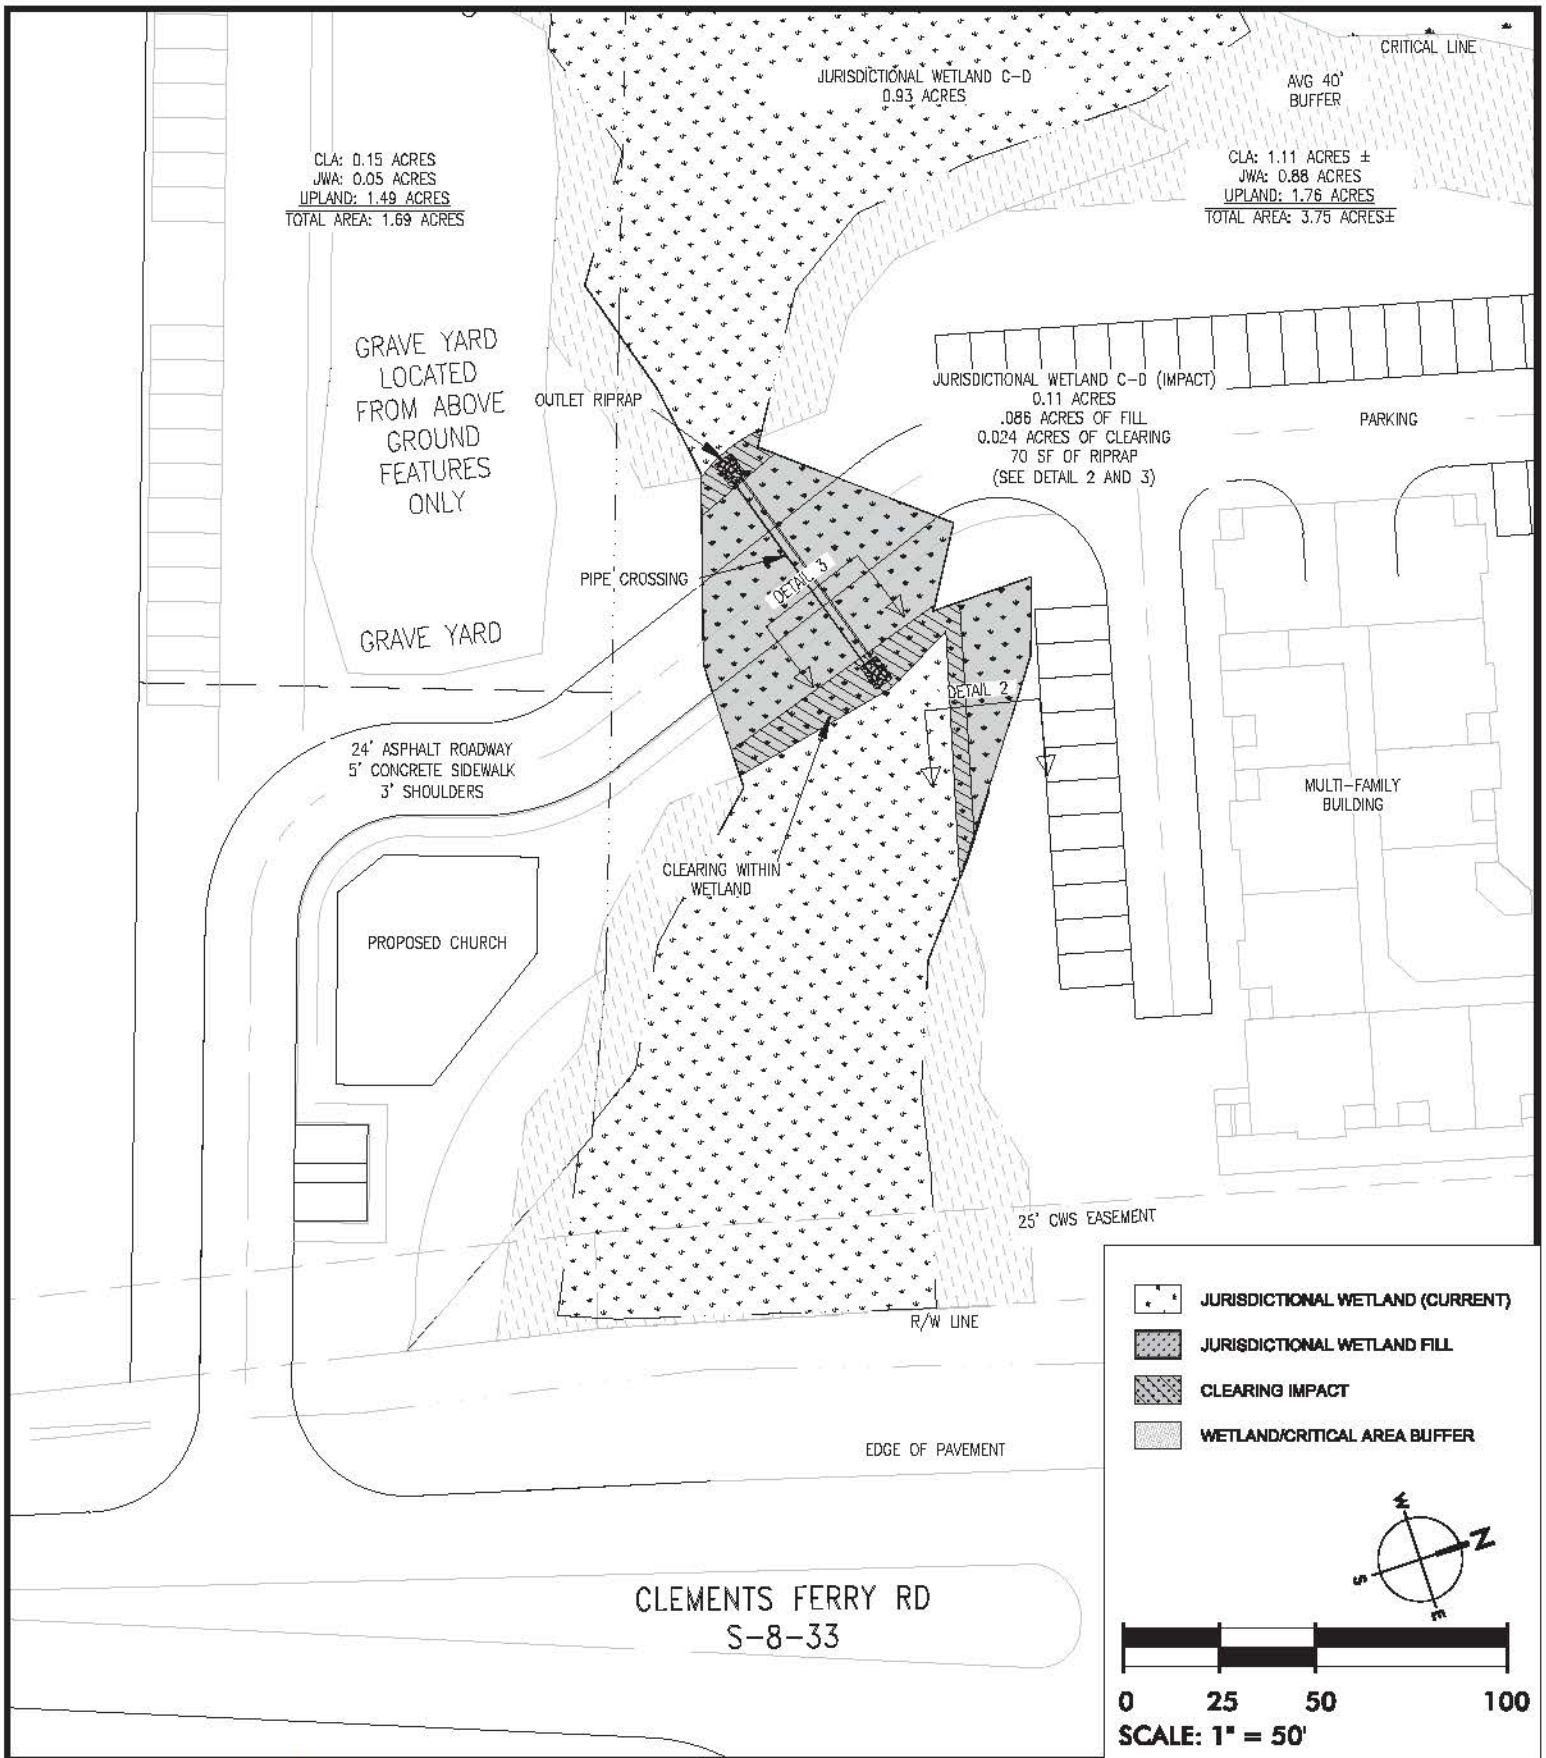 CRITICAL LINE
JURISDICTIONAL WETLAND C-D
0.93 ACRES
AVG 40'
BUFFER
CLA: 0.15 ACRES
JWA: 0.05 ACRES
UPLAND: 1.49 ACRES
TOTAL AREA: 1.69 ACRES
CLA: 1.11 ACRES ±
JWA: 0.88 ACRES
UPLAND: 1.76 ACRES
TOTAL AREA: 3.75 ACRES±
GRAVE YARD
LOCATED
FROM ABOVE
GROUND
FEATURES
ONLY
OUTLET RIPRAP
JURISDICTIONAL WETLAND C-D (IMPACT)
0.11 ACRES
.086 ACRES OF FILL
0.024 ACRES OF CLEARING
70 SF OF RIPRAP
(SEE DETAIL 2 AND 3)
PARKING
PIPE CROSSING
DETAIL 3
GRAVE YARD
DETAIL 2
24' ASPHALT ROADWAY
5' CONCRETE SIDEWALK
3' SHOULDERS
MULTI-FAMILY
BUILDING
CLEARING WITHIN
WETLAND
PROPOSED CHURCH
25' CWS EASEMENT
R/W LINE
JURISDICTIONAL WETLAND (CURRENT)
JURISDICTIONAL WETLAND FILL
CLEARING IMPACT
WETLAND/CRITICAL AREA BUFFER
EDGE OF PAVEMENT
W
N
S
E
CLEMENTS FERRY RD
S-8-33
0 25 50 100
SCALE: 1" = 50'